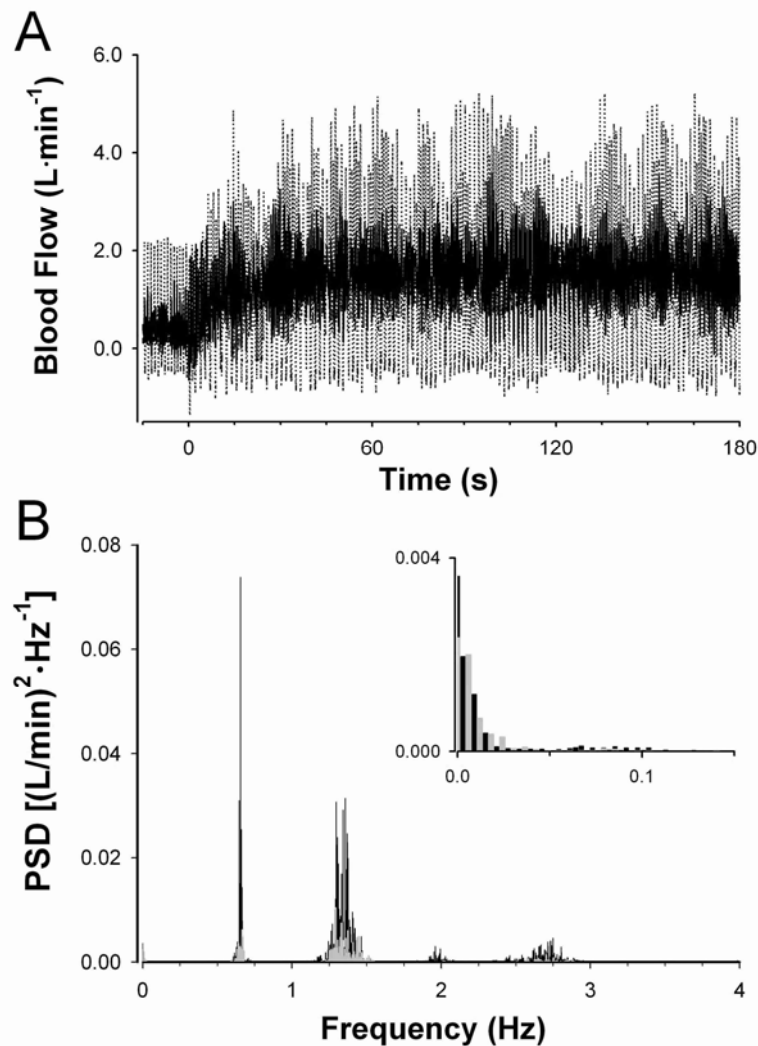 A
Blood Flow (L·min⁻¹)
6.0
4.0
2.0
0.0
0 60 120 180
Time (s)
B
PSD [(L/min)²·Hz⁻¹]
0.08
0.06
0.04
0.02
0.00
0.004
0.000
0.0 0.1
0 1 2 3 4
Frequency (Hz)